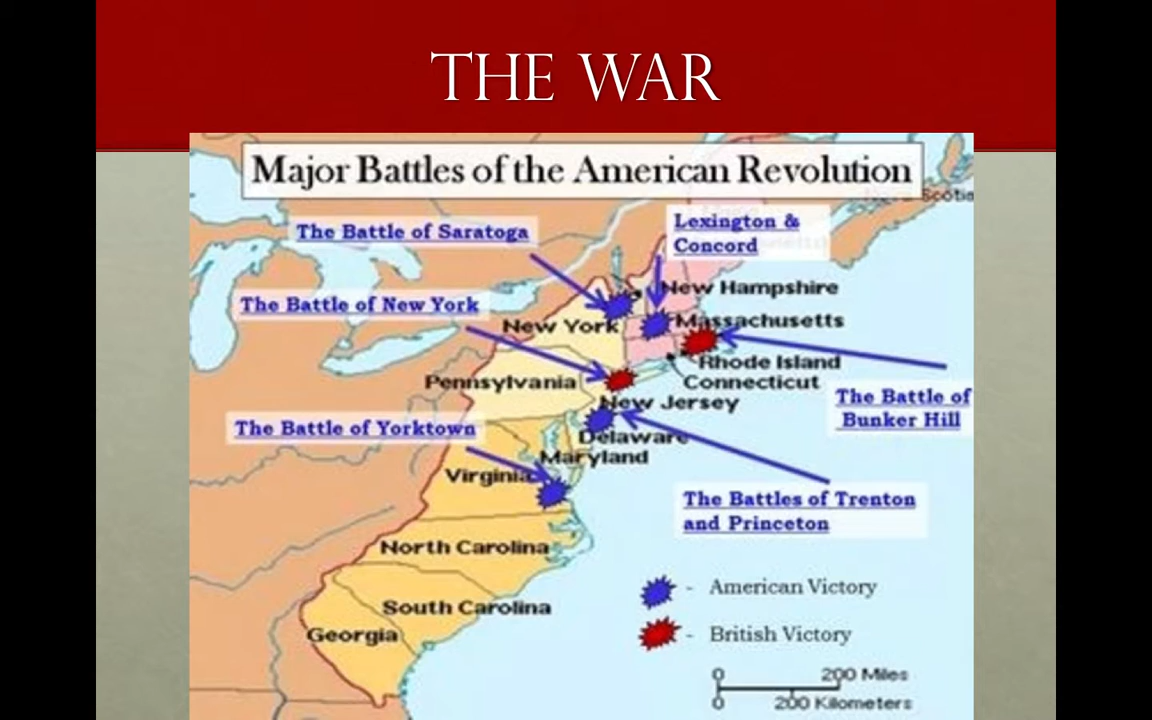 THE WAR
Major Battles of the American Revolution
Scotia
The Battle of Saratoga
Lexington &
Concord
New Hampshire
The Battle of New York
New York
Massachusetts
Rhode Island
Pennsylvania
Connecticut
The Battle of
Bunker Hill
New Jersey
The Battle of Yorktown
Delaware
Maryland
Virginia
The Battles of Trenton
and Princeton
North Carolina
South Carolina
Georgia
- American Victory
- British Victory
0 200 Miles
0 200 Kilometers